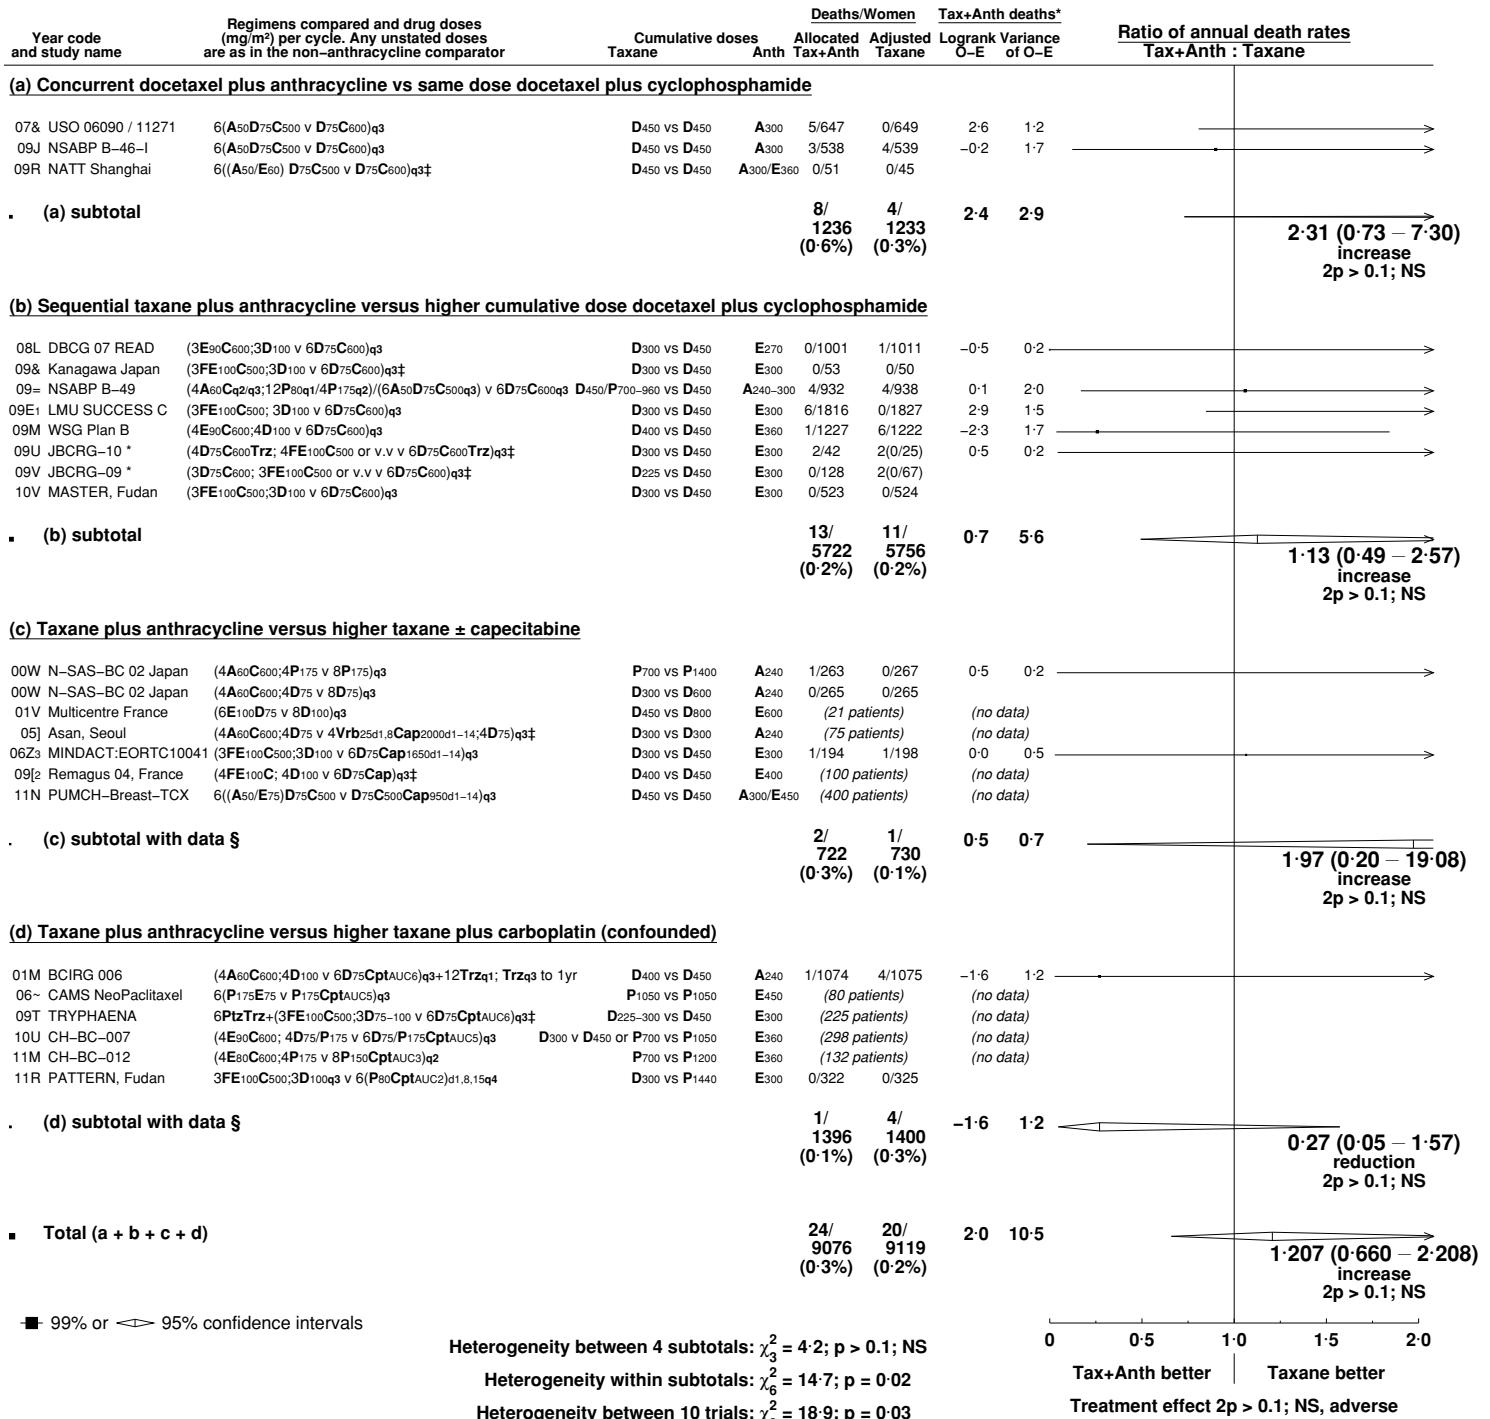 Deaths/Women Tax+Anth deaths*
Year code and study name
Regimens compared and drug doses (mg/m²) per cycle. Any unstated doses are as in the non−anthracycline comparator
Cumulative doses Taxane Anth
Allocated Tax+Anth
Adjusted Taxane
Logrank O−E
Variance of O−E
Ratio of annual death rates
Tax+Anth : Taxane
(a) Concurrent docetaxel plus anthracycline vs same dose docetaxel plus cyclophosphamide
07& USO 06090 / 11271 6(A50D75C500 v D75C600)q3 D450 vs D450 A300 5/647 0/649 2·6 1·2
09J NSABP B−46−I 6(A50D75C500 v D75C600)q3 D450 vs D450 A300 3/538 4/539 −0·2 1·7
09R NATT Shanghai 6((A50/E60) D75C500 v D75C600)q3‡ D450 vs D450 A300/E360 0/51 0/45
(a) subtotal 8/ 1236 (0·6%) 4/ 1233 (0·3%) 2·4 2·9
2·31 (0·73 − 7·30)
increase
2p > 0.1; NS
(b) Sequential taxane plus anthracycline versus higher cumulative dose docetaxel plus cyclophosphamide
08L DBCG 07 READ (3E90C600;3D100 v 6D75C600)q3 D300 vs D450 E270 0/1001 1/1011 −0·5 0·2
09& Kanagawa Japan (3FE100C500;3D100 v 6D75C600)q3‡ D300 vs D450 E300 0/53 0/50
09= NSABP B−49 (4A60Cq2/q3;12P80q1/4P175q2)/(6A50D75C500q3) v 6D75C600q3 D450/P700−960 vs D450 A240−300 4/932 4/938 0·1 2·0
09E1 LMU SUCCESS C (3FE100C500; 3D100 v 6D75C600)q3 D300 vs D450 E300 6/1816 0/1827 2·9 1·5
09M WSG Plan B (4E90C600;4D100 v 6D75C600)q3 D400 vs D450 E360 1/1227 6/1222 −2·3 1·7
09U JBCRG−10 * (4D75C600Trz; 4FE100C500 or v.v v 6D75C600Trz)q3‡ D300 vs D450 E300 2/42 2(0/25) 0·5 0·2
09V JBCRG−09 * (3D75C600; 3FE100C500 or v.v v 6D75C600)q3‡ D225 vs D450 E300 0/128 2(0/67)
10V MASTER, Fudan (3FE100C500;3D100 v 6D75C600)q3 D300 vs D450 E300 0/523 0/524
(b) subtotal 13/ 5722 (0·2%) 11/ 5756 (0·2%) 0·7 5·6
1·13 (0·49 − 2·57)
increase
2p > 0.1; NS
(c) Taxane plus anthracycline versus higher taxane ± capecitabine
00W N−SAS−BC 02 Japan (4A60C600;4P175 v 8P175)q3 P700 vs P1400 A240 1/263 0/267 0·5 0·2
00W N−SAS−BC 02 Japan (4A60C600;4D75 v 8D75)q3 D300 vs D600 A240 0/265 0/265
01V Multicentre France (6E100D75 v 8D100)q3 D450 vs D800 E600 (21 patients) (no data)
05] Asan, Seoul (4A60C600;4D75 v 4Vrb25d1,8Cap2000d1−14;4D75)q3‡ D300 vs D300 A240 (75 patients) (no data)
06Z3 MINDACT:EORTC10041 (3FE100C500;3D100 v 6D75Cap1650d1−14)q3 D300 vs D450 E300 1/194 1/198 0·0 0·5
09[2 Remagus 04, France (4FE100C; 4D100 v 6D75Cap)q3‡ D400 vs D450 E400 (100 patients) (no data)
11N PUMCH−Breast−TCX 6((A50/E75)D75C500 v D75C500Cap950d1−14)q3 D450 vs D450 A300/E450 (400 patients) (no data)
(c) subtotal with data § 2/ 722 (0·3%) 1/ 730 (0·1%) 0·5 0·7
1·97 (0·20 − 19·08)
increase
2p > 0.1; NS
(d) Taxane plus anthracycline versus higher taxane plus carboplatin (confounded)
01M BCIRG 006 (4A60C600;4D100 v 6D75CptAUC6)q3+12Trzq1; Trzq3 to 1yr D400 vs D450 A240 1/1074 4/1075 −1·6 1·2
06~ CAMS NeoPaclitaxel 6(P175E75 v P175CptAUC5)q3 P1050 vs P1050 E450 (80 patients) (no data)
09T TRYPHAENA 6PtzTrz+(3FE100C500;3D75−100 v 6D75CptAUC6)q3‡ D225−300 vs D450 E300 (225 patients) (no data)
10U CH−BC−007 (4E90C600; 4D75/P175 v 6D75/P175CptAUC5)q3 D300 v D450 or P700 vs P1050 E360 (298 patients) (no data)
11M CH−BC−012 (4E80C600;4P175 v 8P150CptAUC3)q2 P700 vs P1200 E360 (132 patients) (no data)
11R PATTERN, Fudan 3FE100C500;3D100q3 v 6(P80CptAUC2)d1,8,15q4 D300 vs P1440 E300 0/322 0/325
(d) subtotal with data § 1/ 1396 (0·1%) 4/ 1400 (0·3%) −1·6 1·2
0·27 (0·05 − 1·57)
reduction
2p > 0.1; NS
Total (a + b + c + d) 24/ 9076 (0·3%) 20/ 9119 (0·2%) 2·0 10·5
1·207 (0·660 − 2·208)
increase
2p > 0.1; NS
99% or 95% confidence intervals
0 0·5 1·0 1·5 2·0
Tax+Anth better Taxane better
Treatment effect 2p > 0.1; NS, adverse
Heterogeneity between 4 subtotals: χ²₃ = 4·2; p > 0.1; NS
Heterogeneity within subtotals: χ²₆ = 14·7; p = 0·02
Heterogeneity between 10 trials: χ² = 18·9; p = 0·03